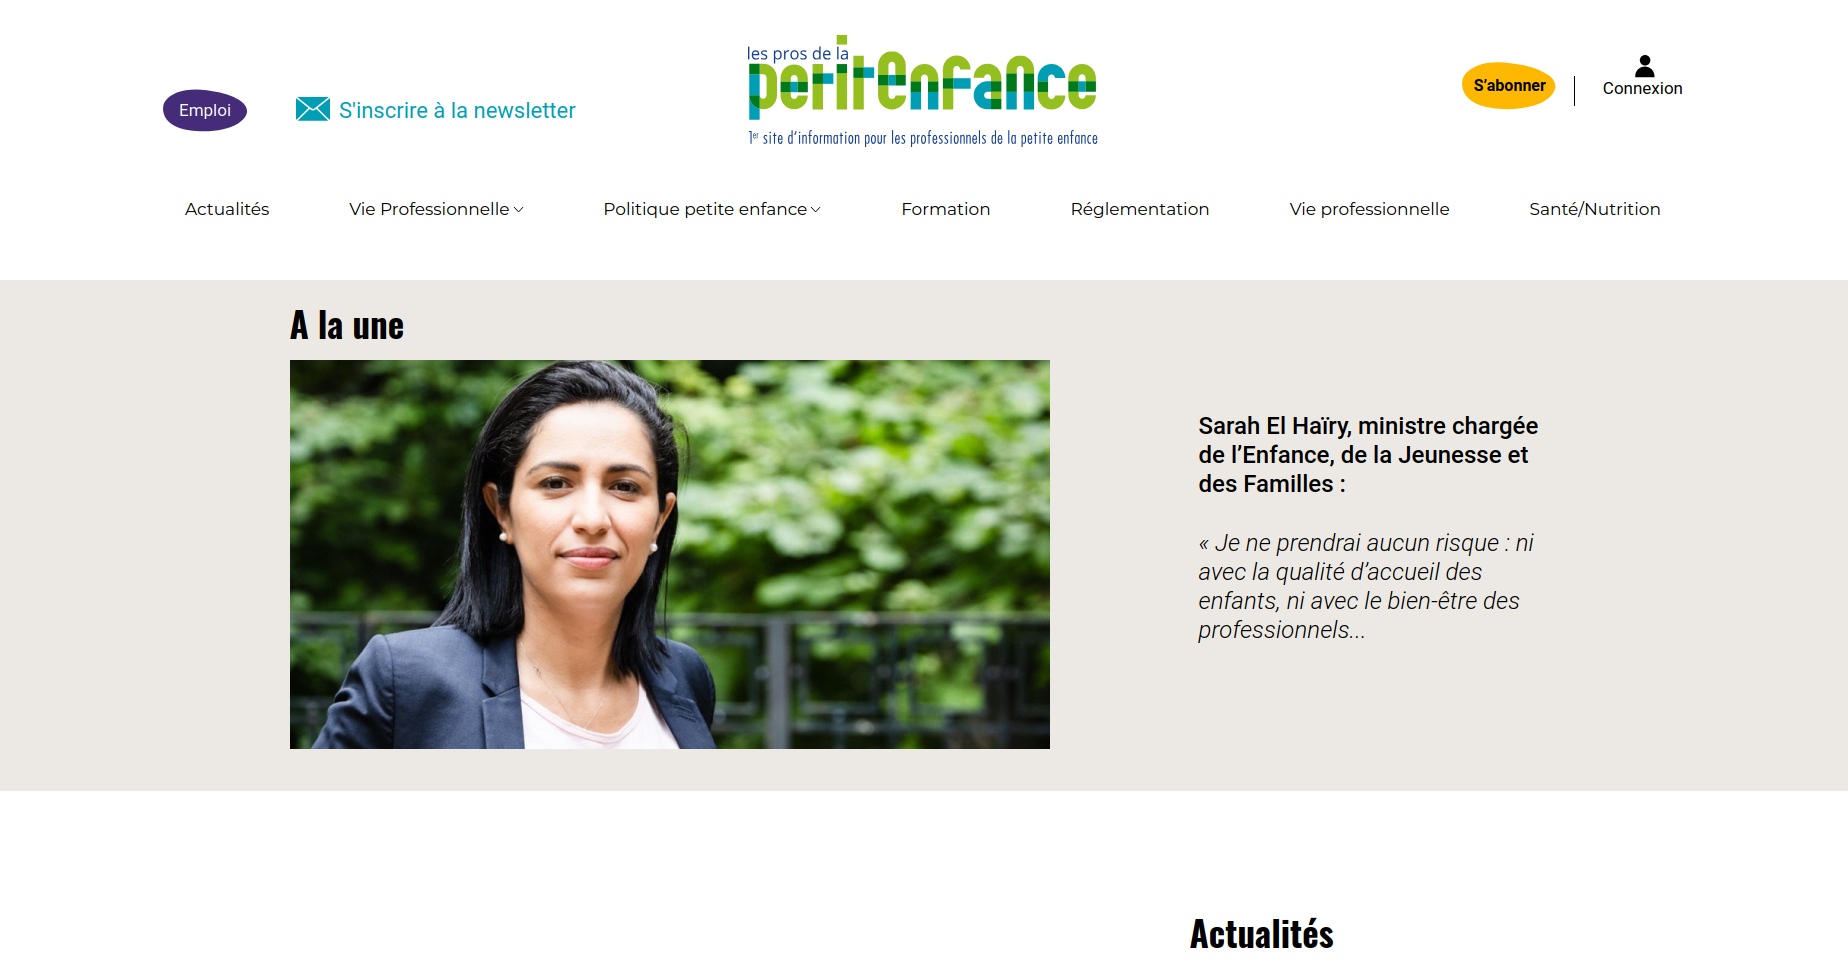 Emploi
S'inscrire à la newsletter
les pros de la
petitenfance
1er site d'information pour les professionnels de la petite enfance
S'abonner
Connexion
Actualités
Vie Professionnelle
Politique petite enfance
Formation
Réglementation
Vie professionnelle
Santé/Nutrition
A la une
Sarah El Haïry, ministre chargée
de l’Enfance, de la Jeunesse et
des Familles :
« Je ne prendrai aucun risque : ni
avec la qualité d’accueil des
enfants, ni avec le bien-être des
professionnels...
Actualités